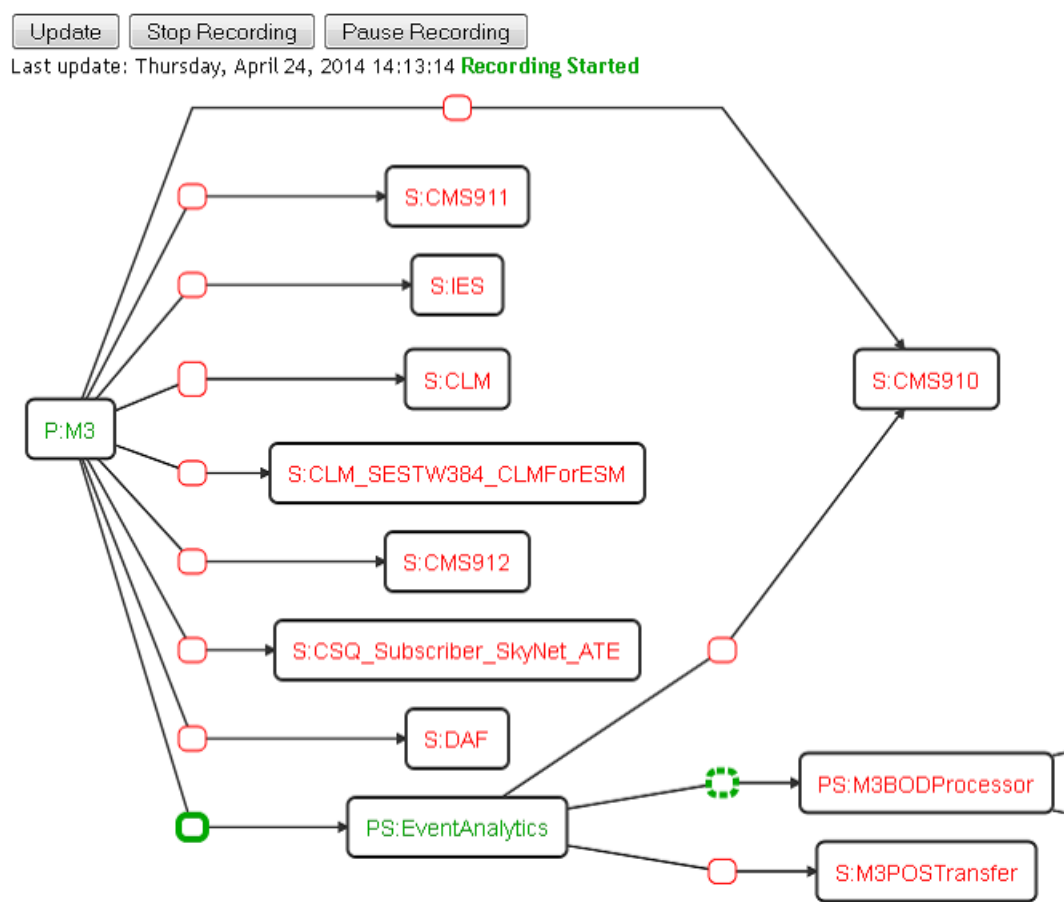 Update Stop Recording Pause Recording
Last update: Thursday, April 24, 2014 14:13:14 Recording Started
S:CMS911
S:IES
S:CLM
S:CMS910
P:M3
S:CLM_SESTW384_CLMForESM
S:CMS912
S:CSQ_Subscriber_SkyNet_ATE
S:DAF
PS:M3BODProcessor
PS:EventAnalytics
S:M3POSTransfer